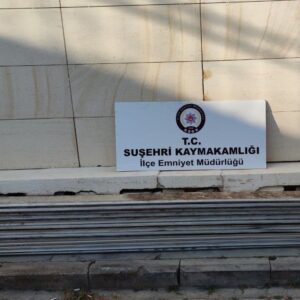 T.C.
SUŞEHRİ KAYMAKAMLIĞI
İlçe Emniyet Müdürlüğü